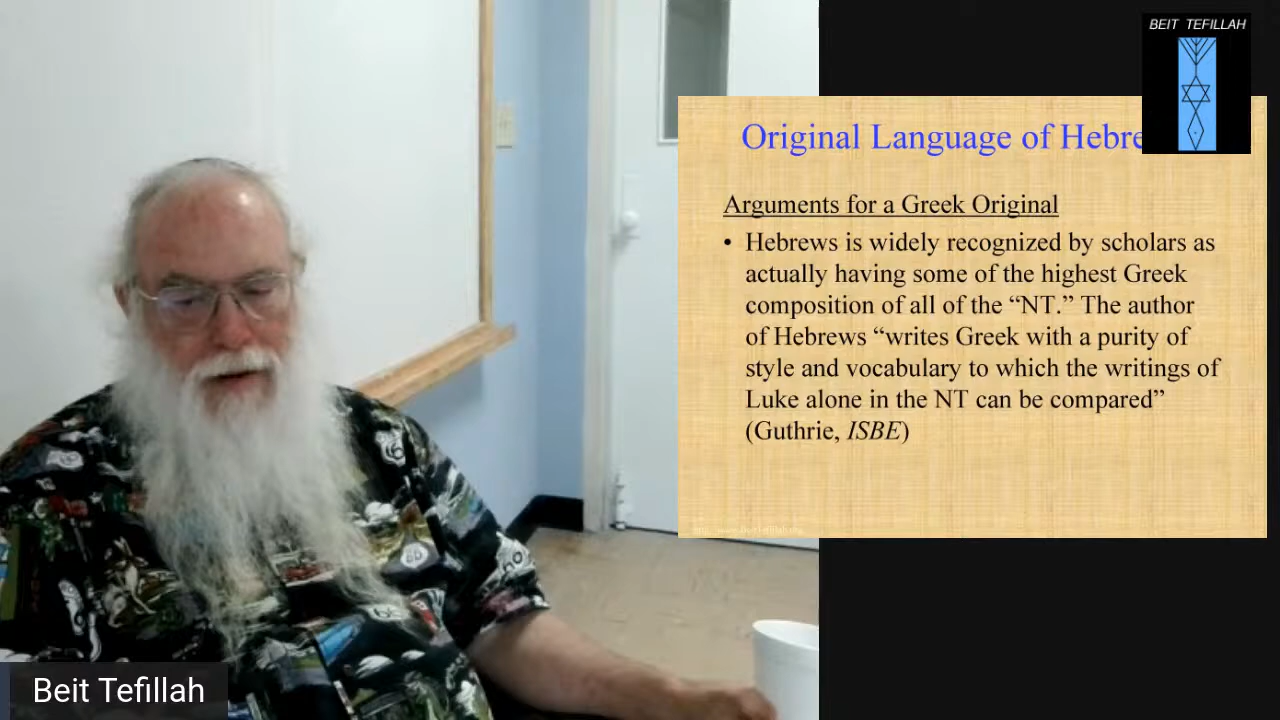 BEIT TEFILLAH
Original Language of Hebre
Arguments for a Greek Original
• Hebrews is widely recognized by scholars as
actually having some of the highest Greek
composition of all of the “NT.” The author
of Hebrews “writes Greek with a purity of
style and vocabulary to which the writings of
Luke alone in the NT can be compared”
(Guthrie, ISBE)
Beit Tefillah